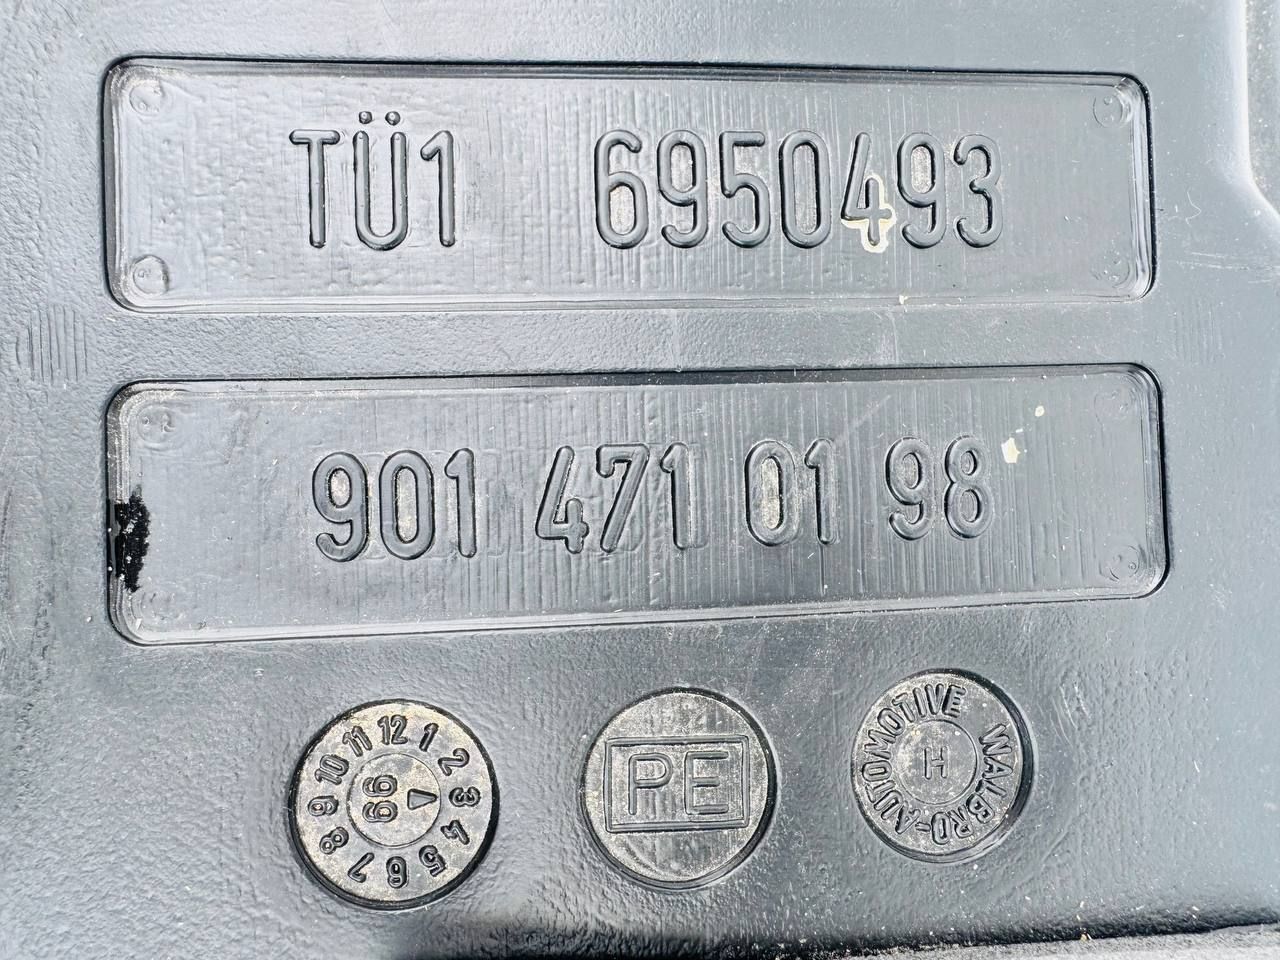 TÜ1 6950493
901 471 01 98
12 1 2 3 4 5 6 7 8 9 10 11
99
PE
WALBRO-AUTOMOTIVE
H